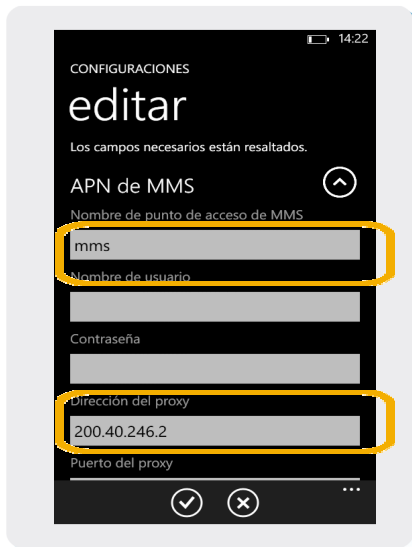 14:22
CONFIGURACIONES
editar
Los campos necesarios están resaltados.
APN de MMS
Nombre de punto de acceso de MMS
mms
Nombre de usuario
Contraseña
Dirección del proxy
200.40.246.2
Puerto del proxy